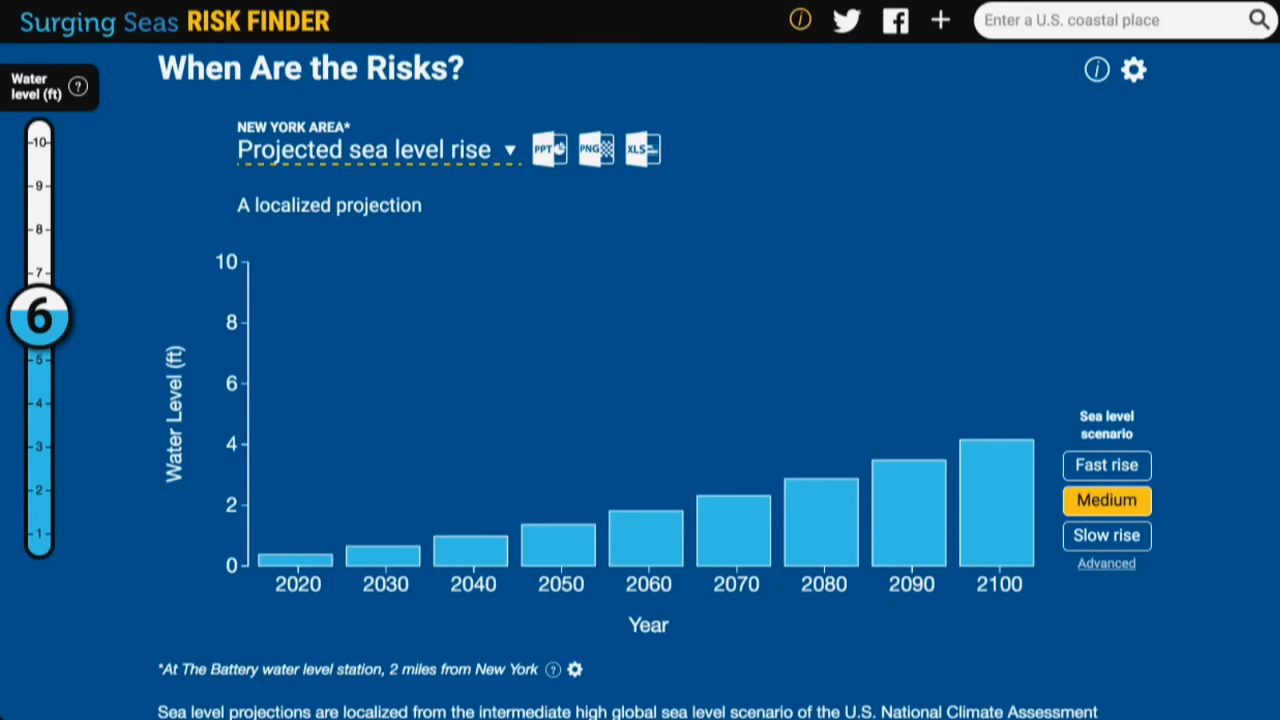 Surging Seas RISK FINDER
Enter a U.S. coastal place
Water level (ft) ?
10
9
8
7
6
5
4
3
2
1
When Are the Risks?
NEW YORK AREA*
Projected sea level rise
PPT PNG XLS
A localized projection
Water Level (ft)
10
8
6
4
2
0
2020 2030 2040 2050 2060 2070 2080 2090 2100
Year
Sea level
scenario
Fast rise
Medium
Slow rise
Advanced
*At The Battery water level station, 2 miles from New York ?
Sea level projections are localized from the intermediate high global sea level scenario of the U.S. National Climate Assessment